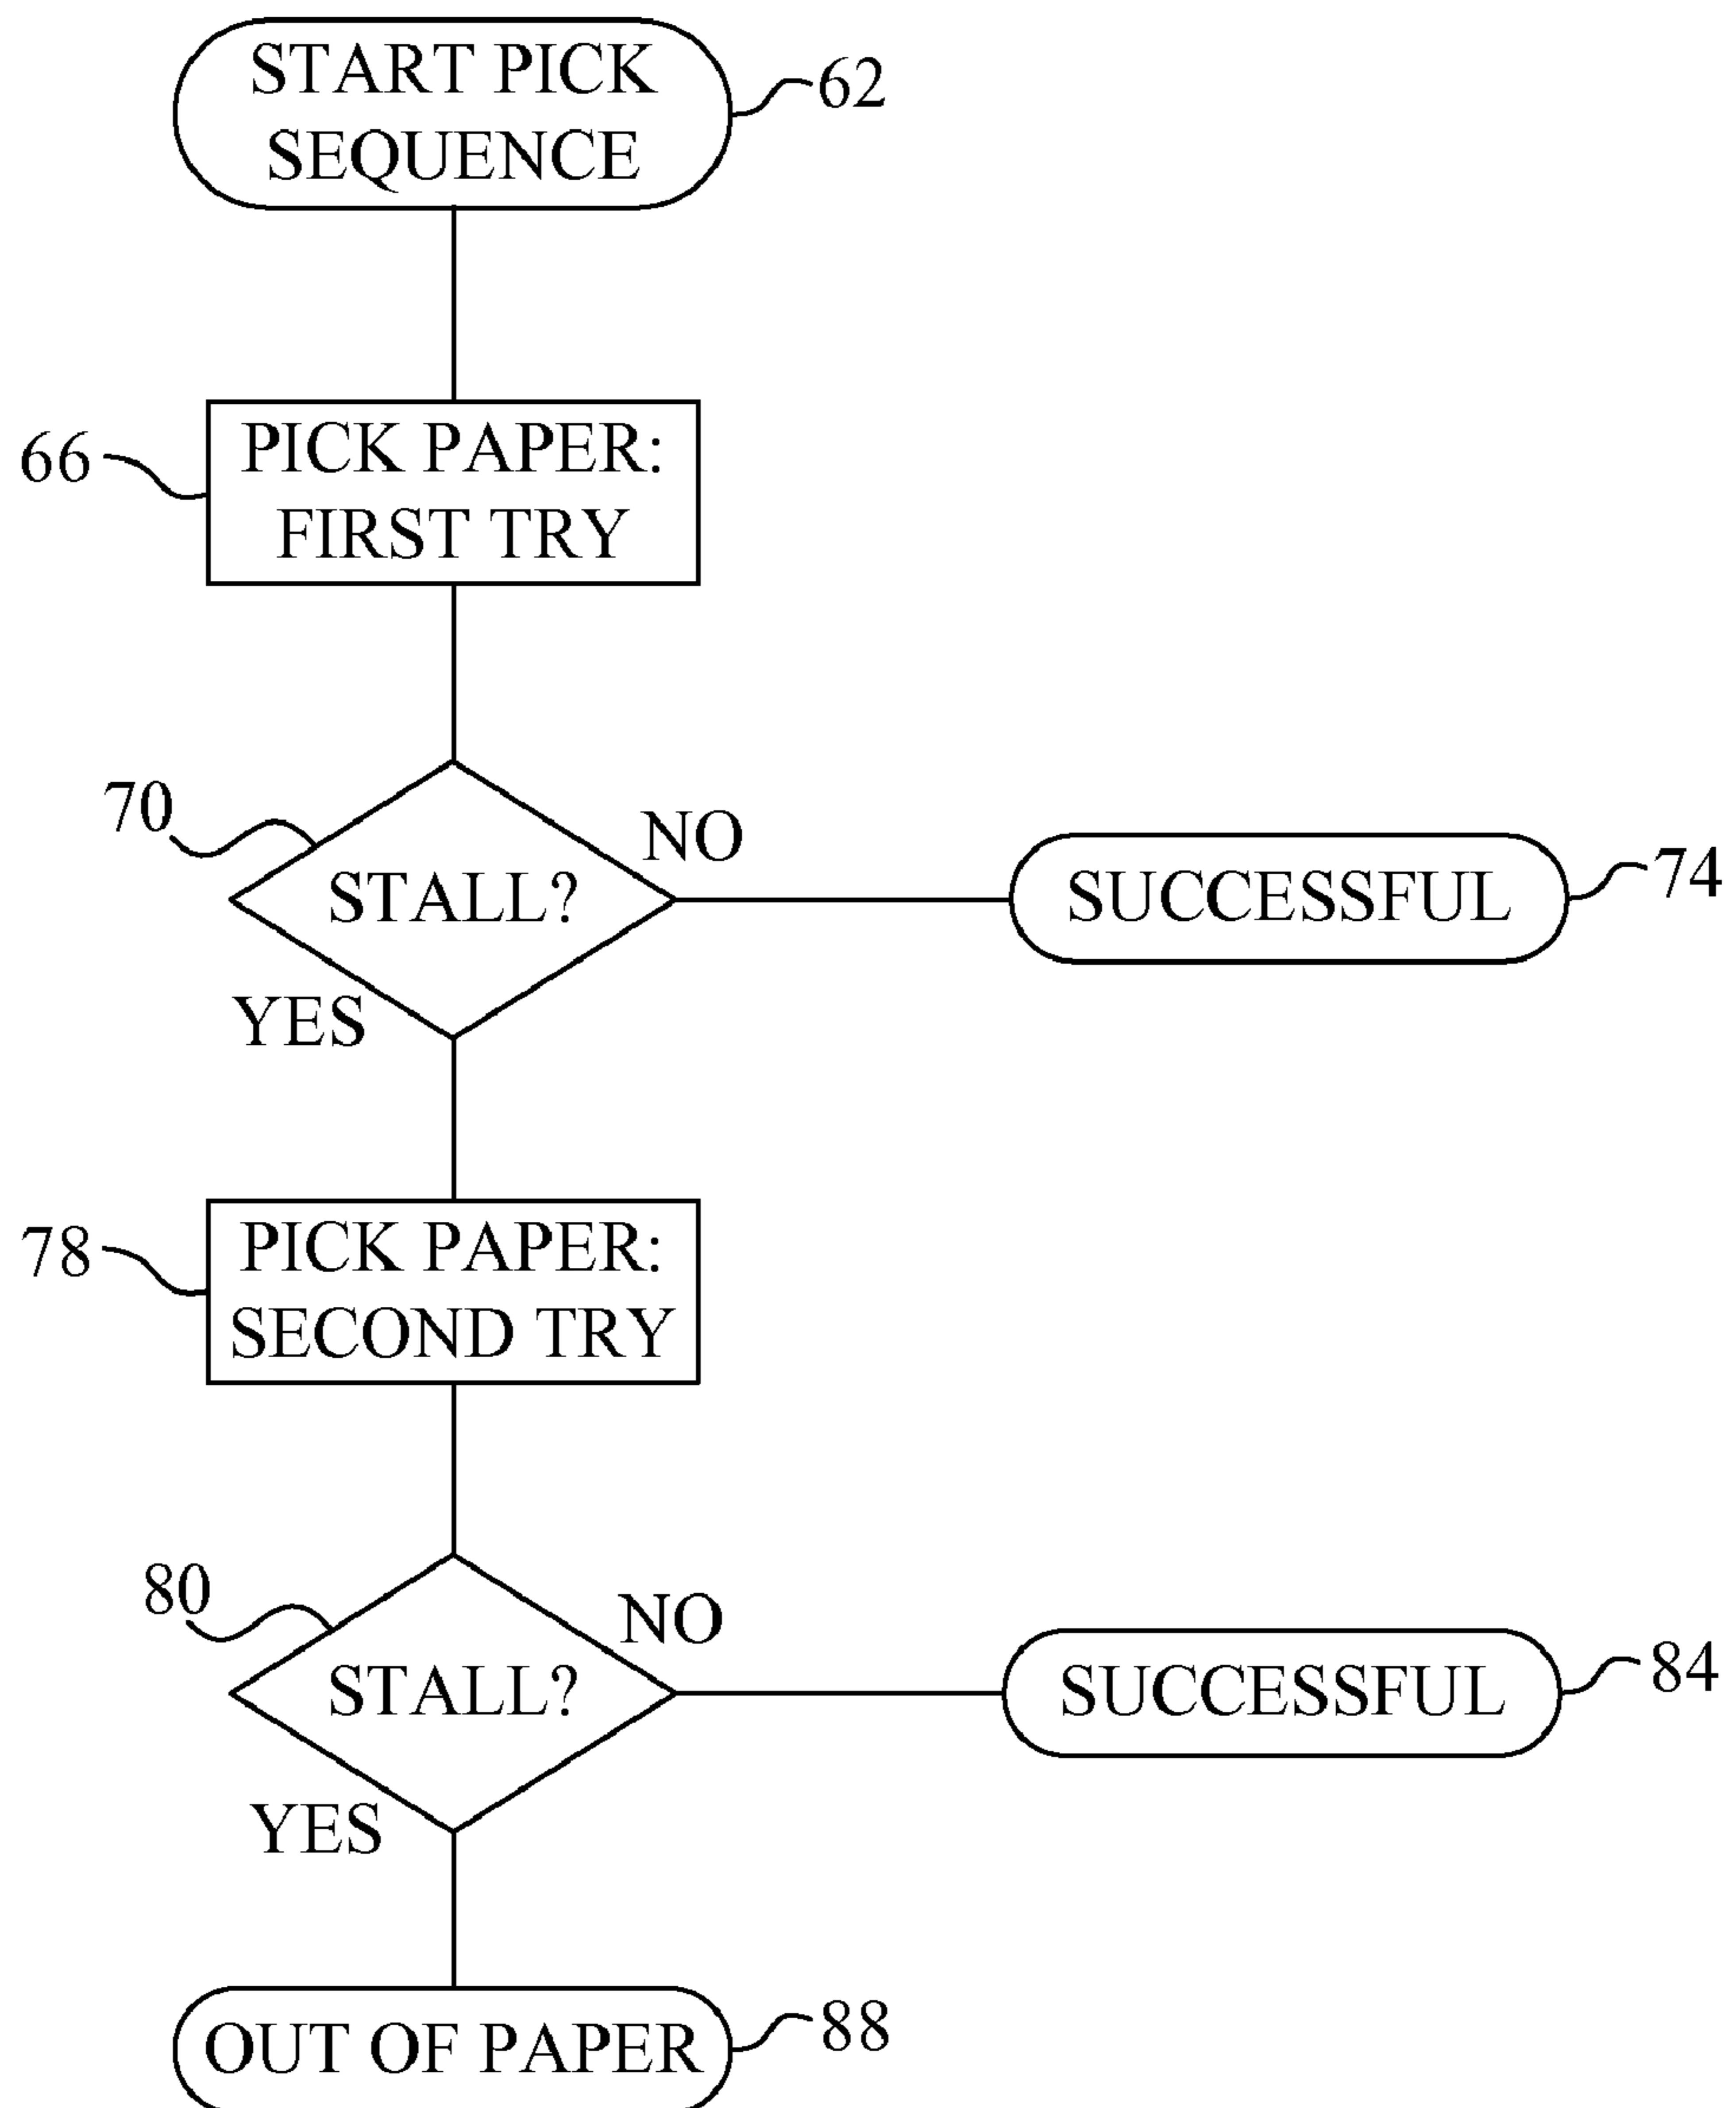 START PICK
SEQUENCE
62
66
PICK PAPER:
FIRST TRY
70
NO
STALL?
SUCCESSFUL
74
YES
78
PICK PAPER:
SECOND TRY
80
NO
STALL?
SUCCESSFUL
84
YES
OUT OF PAPER
88